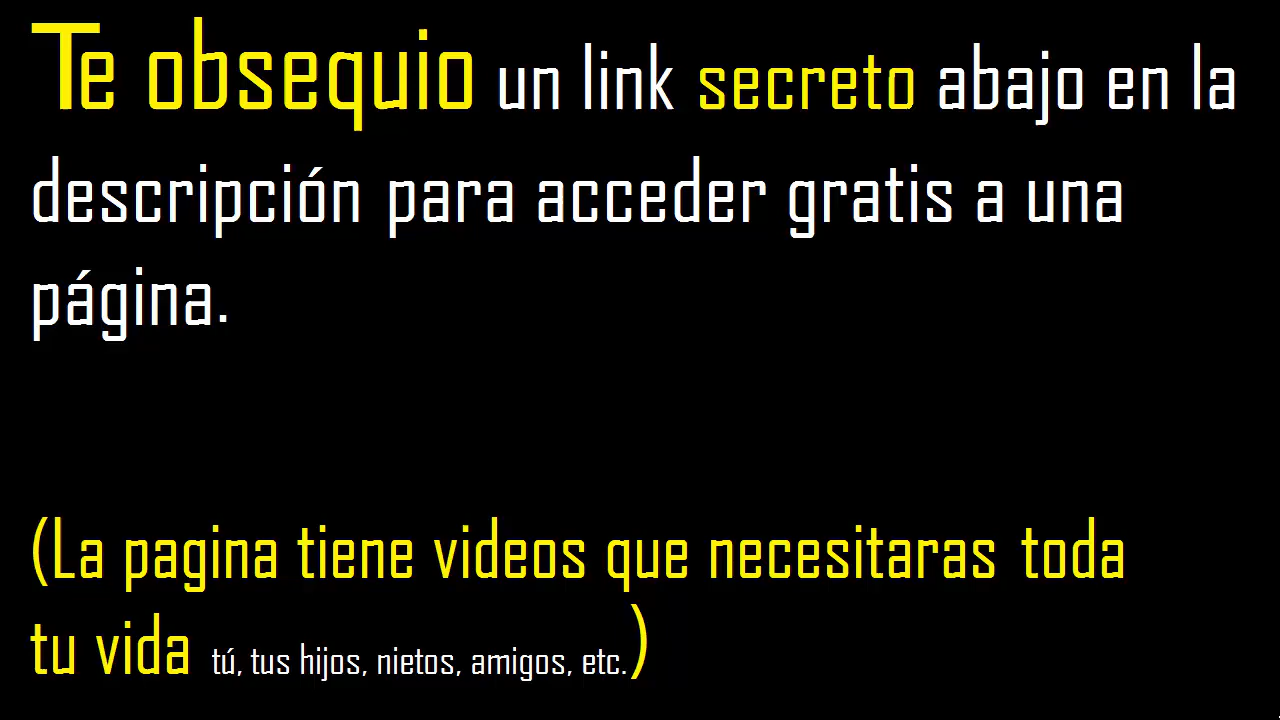 Te obsequio un link secreto abajo en la
descripción para acceder gratis a una
página.
(La pagina tiene videos que necesitaras toda
tu vida tú, tus hijos, nietos, amigos, etc.)